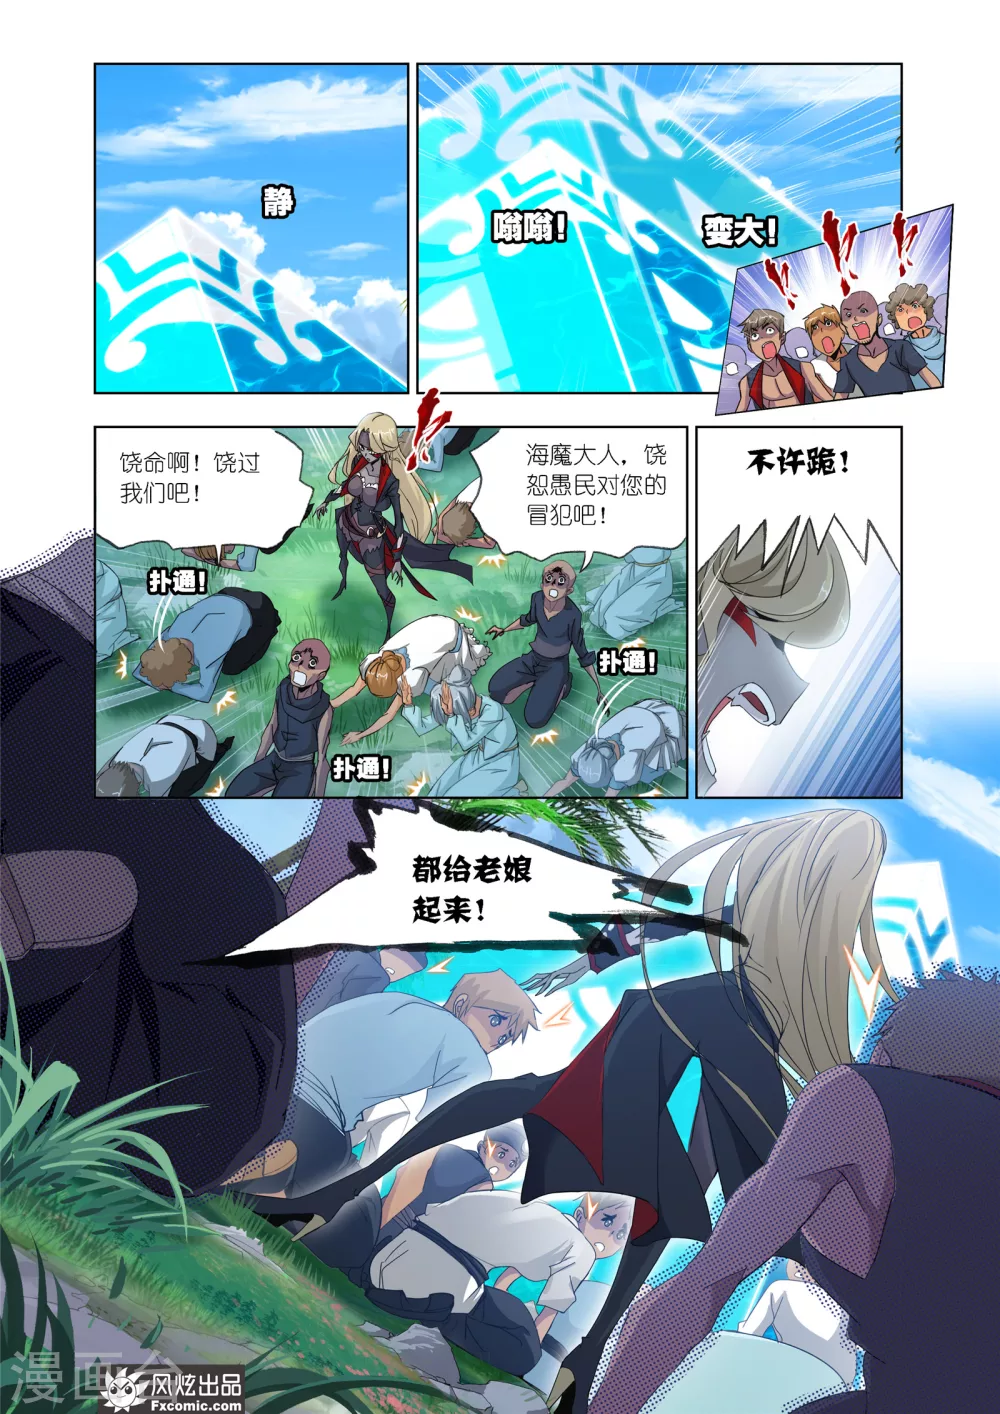 静
嗡嗡！
变大！
饶命啊！饶过
我们吧！
海魔大人，饶
恕愚民对您的
冒犯吧！
不许跪！
扑通！
扑通！
扑通！
都给老娘
起来！
漫画台
风炫出品
Fxcomic.com